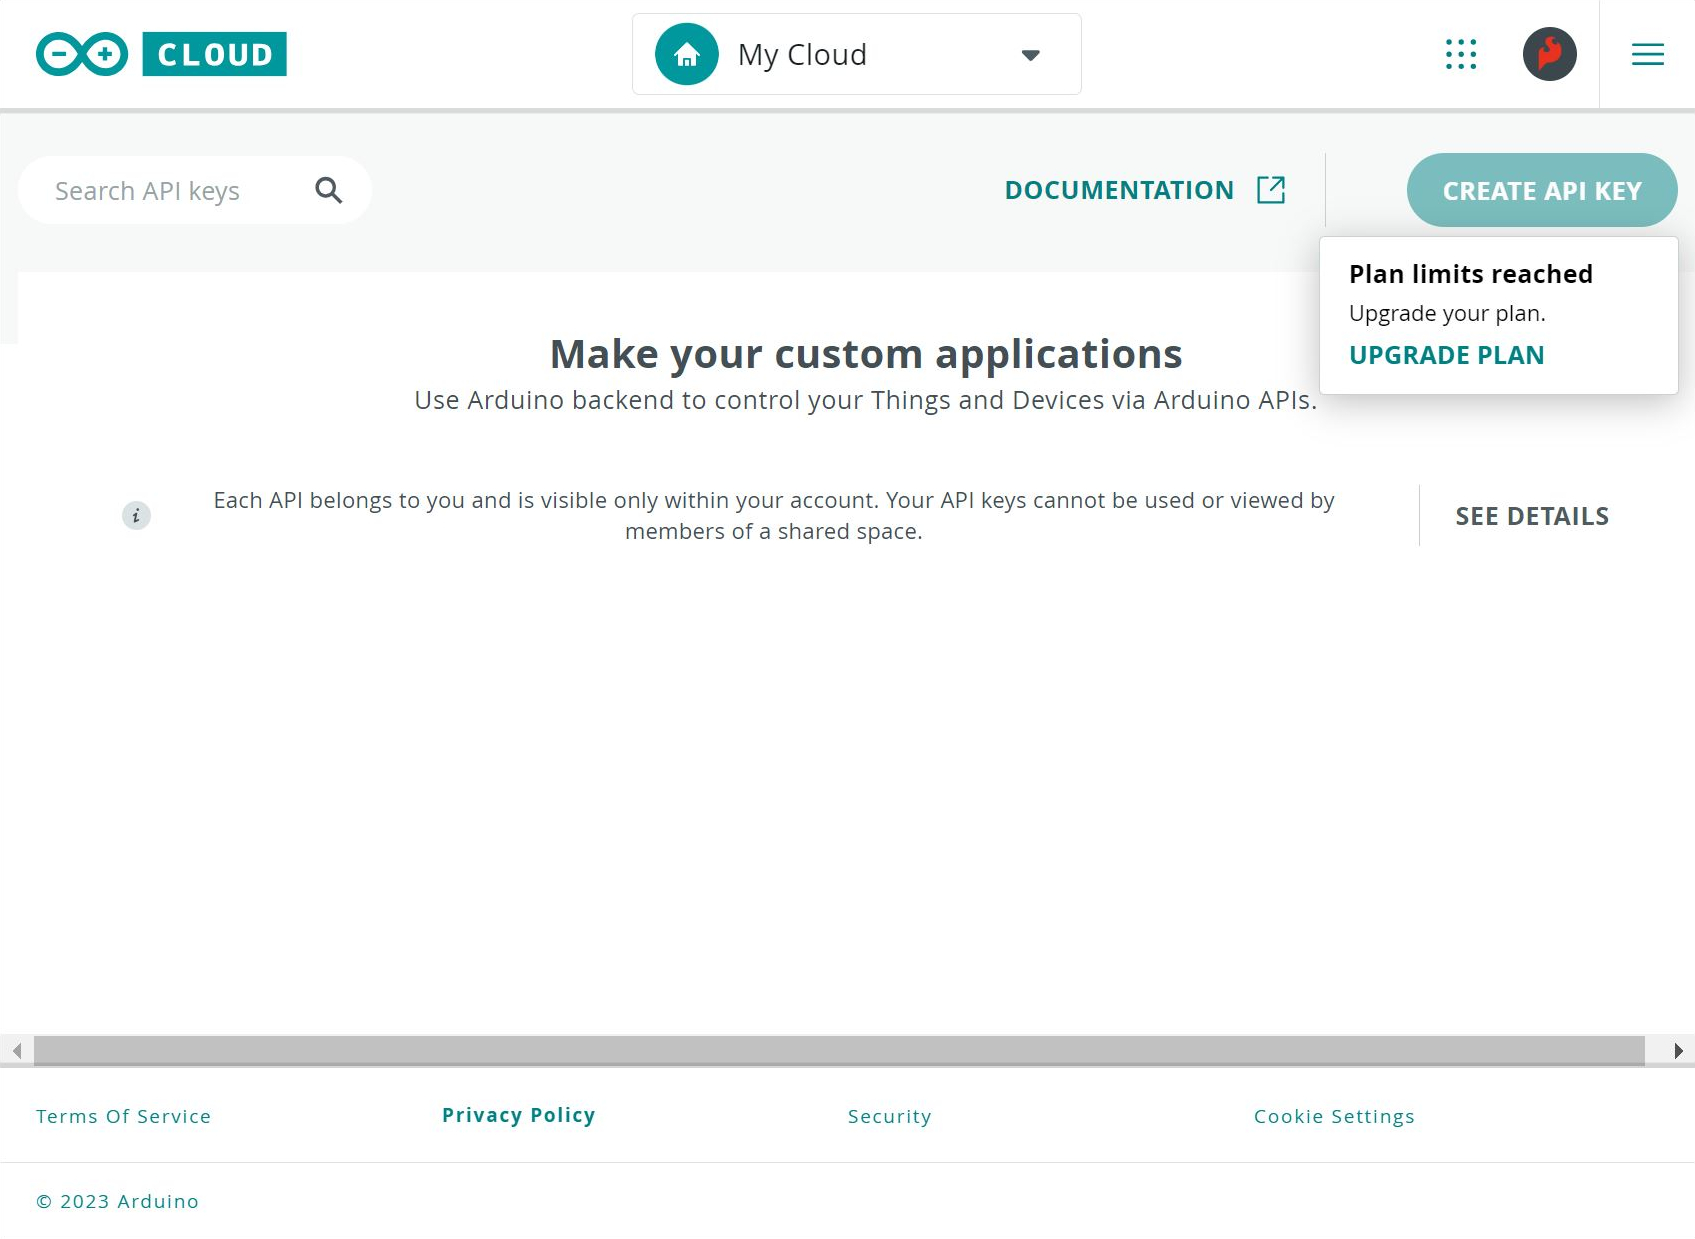 CLOUD
My Cloud
Search API keys
DOCUMENTATION
CREATE API KEY
Plan limits reached
Upgrade your plan.
UPGRADE PLAN
Make your custom applications
Use Arduino backend to control your Things and Devices via Arduino APIs.
Each API belongs to you and is visible only within your account. Your API keys cannot be used or viewed by
members of a shared space.
SEE DETAILS
Terms Of Service
Privacy Policy
Security
Cookie Settings
© 2023 Arduino